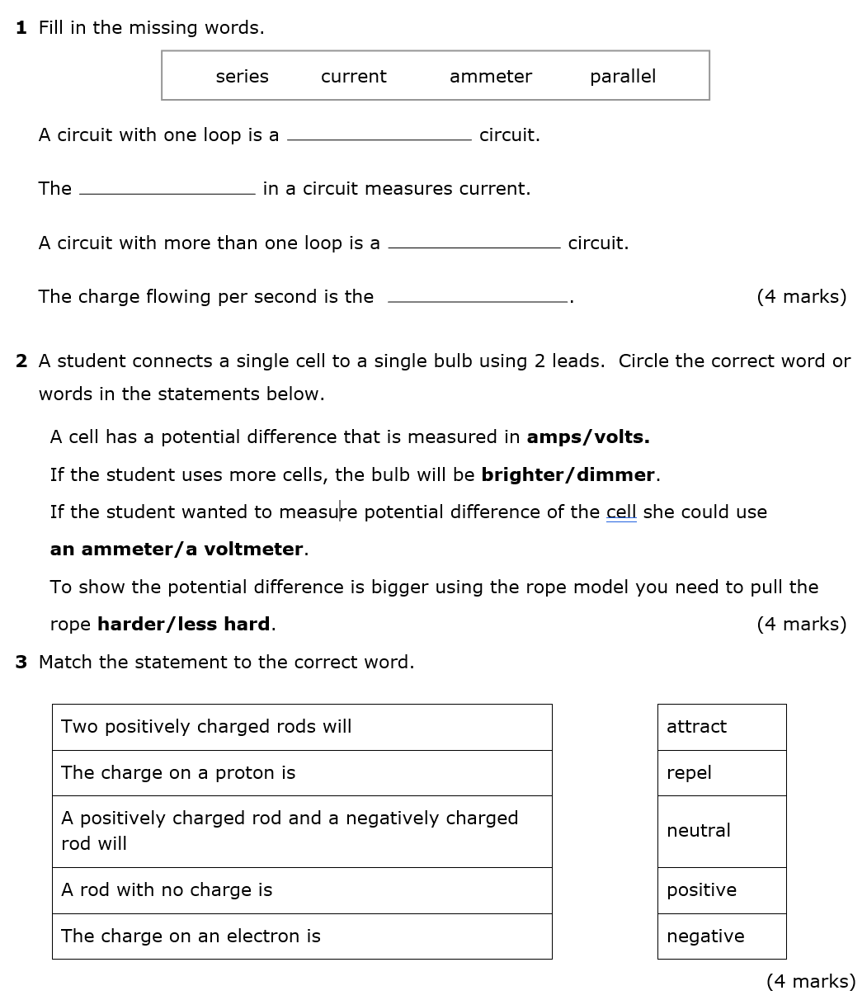 1 Fill in the missing words.
series current ammeter parallel
A circuit with one loop is a ____________________ circuit.
The ____________________ in a circuit measures current.
A circuit with more than one loop is a ____________________ circuit.
The charge flowing per second is the ____________________. (4 marks)
2 A student connects a single cell to a single bulb using 2 leads. Circle the correct word or
words in the statements below.
A cell has a potential difference that is measured in amps/volts.
If the student uses more cells, the bulb will be brighter/dimmer.
If the student wanted to measure potential difference of the cell she could use
an ammeter/a voltmeter.
To show the potential difference is bigger using the rope model you need to pull the
rope harder/less hard. (4 marks)
3 Match the statement to the correct word.
Two positively charged rods will attract
The charge on a proton is repel
A positively charged rod and a negatively charged
rod will neutral
A rod with no charge is positive
The charge on an electron is negative
(4 marks)